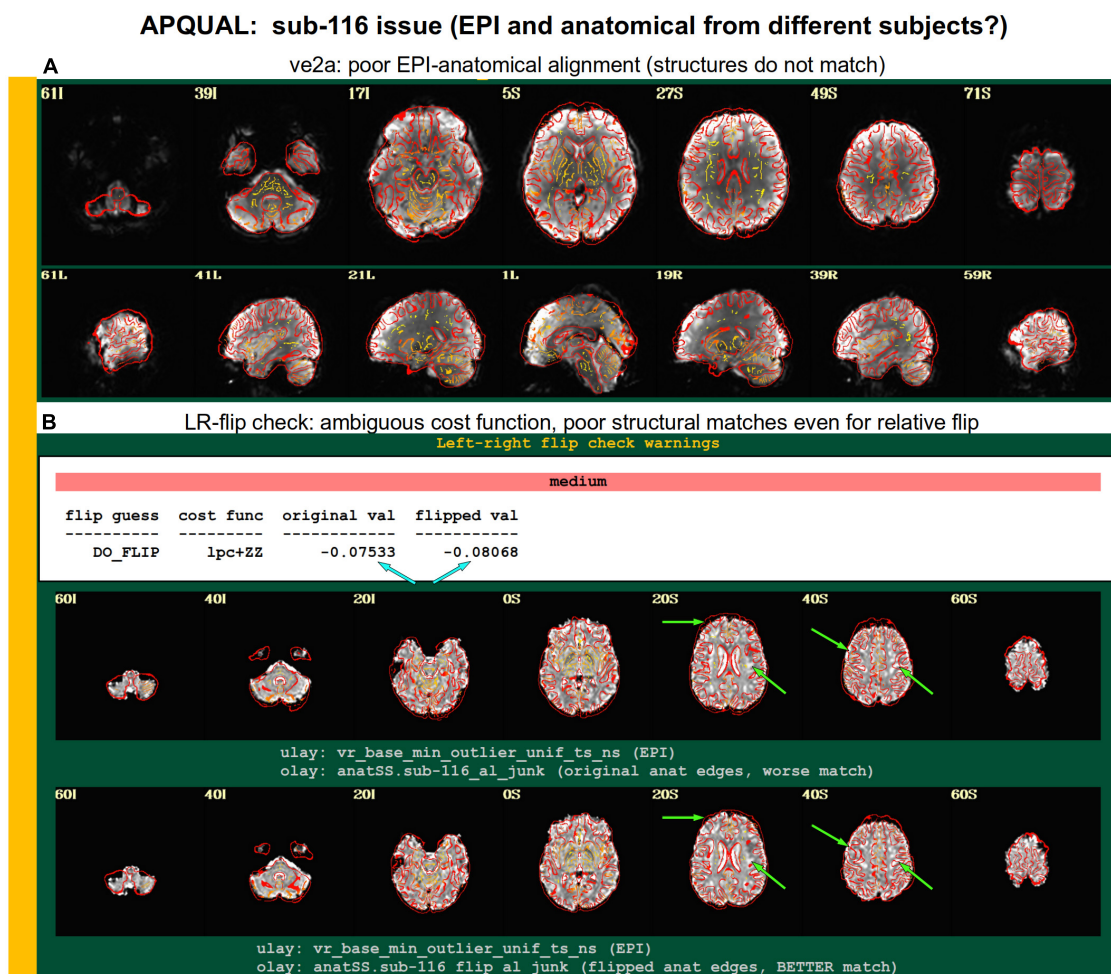 APQUAL: sub-116 issue (EPI and anatomical from different subjects?)
A
ve2a: poor EPI-anatomical alignment (structures do not match)
61I 39I 17I 5S 27S 49S 71S
61L 41L 21L 1L 19R 39R 59R
B
LR-flip check: ambiguous cost function, poor structural matches even for relative flip
Left-right flip check warnings
medium
flip guess cost func original val flipped val
---------- --------- ------------ -----------
DO_FLIP lpc+ZZ -0.07533 -0.08068
60I 40I 20I 0S 20S 40S 60S
ulay: vr_base_min_outlier_unif_ts_ns (EPI)
olay: anatSS.sub-116_al_junk (original anat edges, worse match)
60I 40I 20I 0S 20S 40S 60S
ulay: vr_base_min_outlier_unif_ts_ns (EPI)
olay: anatSS.sub-116_flip_al_junk (flipped anat edges, BETTER match)